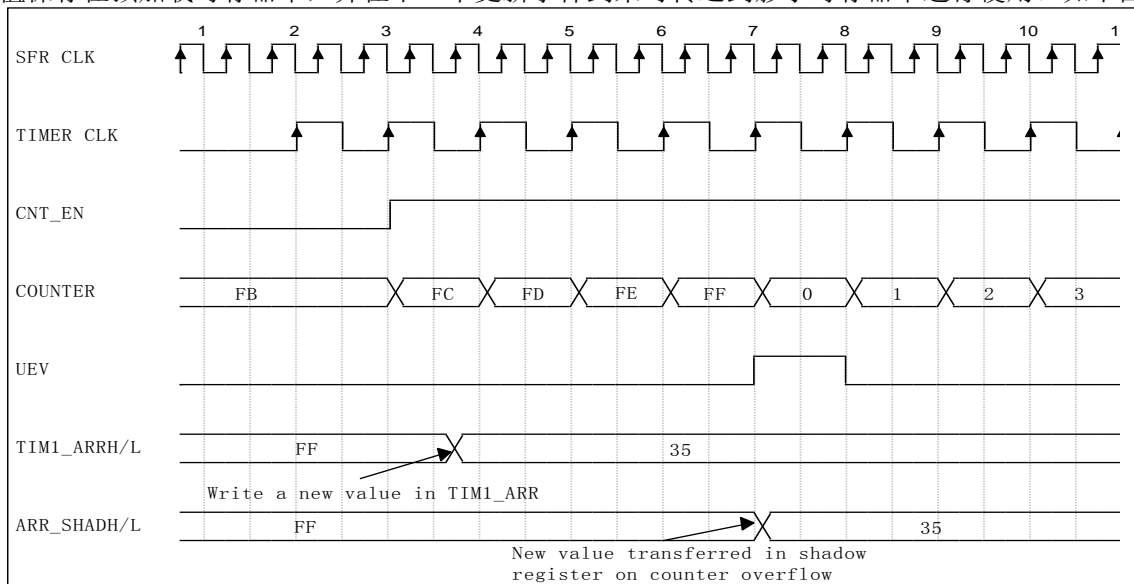 1 2 3 4 5 6 7 8 9 10 1
SFR CLK
TIMER CLK
CNT_EN
COUNTER FB FC FD FE FF 0 1 2 3
UEV
TIM1_ARRH/L FF 35
Write a new value in TIM1_ARR
ARR_SHADH/L FF 35
New value transferred in shadow
register on counter overflow